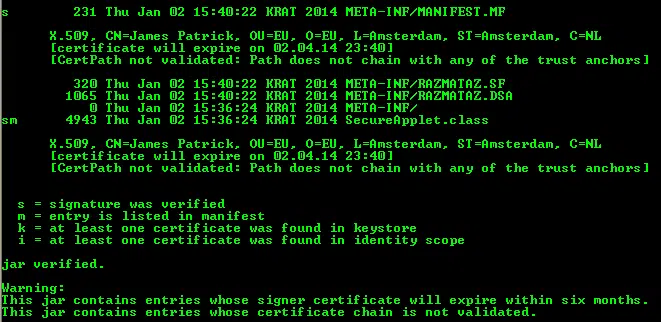 s 231 Thu Jan 02 15:40:22 KRAT 2014 META-INF/MANIFEST.MF
X.509, CN=James Patrick, OU=EU, O=EU, L=Amsterdam, ST=Amsterdam, C=NL
[certificate will expire on 02.04.14 23:40]
[CertPath not validated: Path does not chain with any of the trust anchors]
320 Thu Jan 02 15:40:22 KRAT 2014 META-INF/RAZMATAZ.SF
1065 Thu Jan 02 15:40:22 KRAT 2014 META-INF/RAZMATAZ.DSA
0 Thu Jan 02 15:36:24 KRAT 2014 META-INF/
sm 4943 Thu Jan 02 15:36:24 KRAT 2014 SecureApplet.class
X.509, CN=James Patrick, OU=EU, O=EU, L=Amsterdam, ST=Amsterdam, C=NL
[certificate will expire on 02.04.14 23:40]
[CertPath not validated: Path does not chain with any of the trust anchors]
s = signature was verified
m = entry is listed in manifest
k = at least one certificate was found in keystore
i = at least one certificate was found in identity scope
jar verified.
Warning:
This jar contains entries whose signer certificate will expire within six months.
This jar contains entries whose certificate chain is not validated.